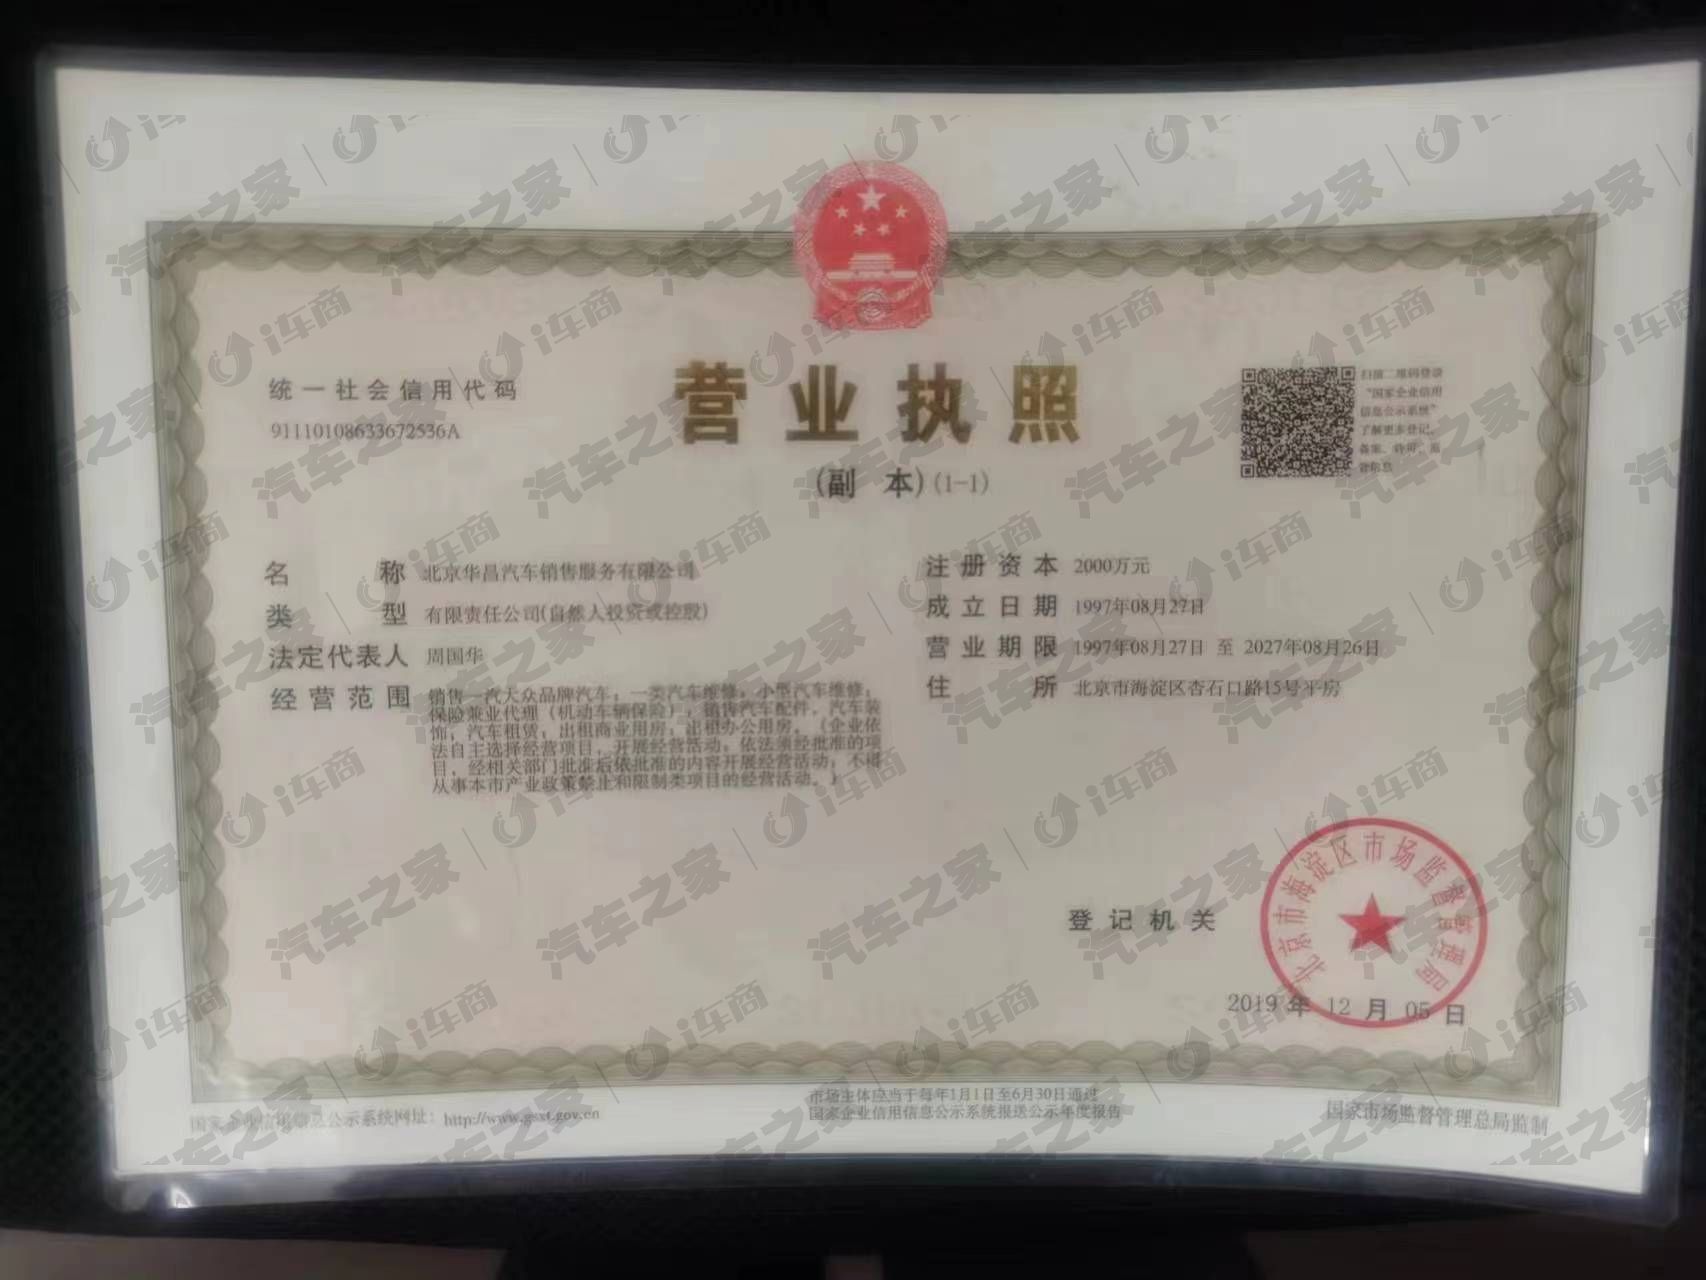 营业执照
(副 本)(1-1)
统一社会信用代码
91110108633672536A
扫描二维码登录
“国家企业信用
信息公示系统”
了解更多登记、
备案、许可、监
管信息
名 称 北京华昌汽车销售服务有限公司
类 型 有限责任公司(自然人投资或控股)
法定代表人 周国华
经营范围 销售一汽大众品牌汽车；一类汽车维修；小型汽车维修；
保险兼业代理（机动车辆保险）；销售汽车配件、汽车装
饰；汽车租赁；出租商业用房；出租办公用房。（企业依
法自主选择经营项目，开展经营活动；依法须经批准的项
目，经相关部门批准后依批准的内容开展经营活动；不得
从事本市产业政策禁止和限制类项目的经营活动。）
注册资本 2000万元
成立日期 1997年08月27日
营业期限 1997年08月27日 至 2027年08月26日
住 所 北京市海淀区杏石口路15号平房
登记机关
北京市海淀区市场监督管理局
2019 年 12 月 05 日
国家企业信用信息公示系统网址：http://www.gsxt.gov.cn
市场主体应当于每年1月1日至6月30日通过
国家企业信用信息公示系统报送公示年度报告
国家市场监督管理总局监制
汽车之家 | i车商